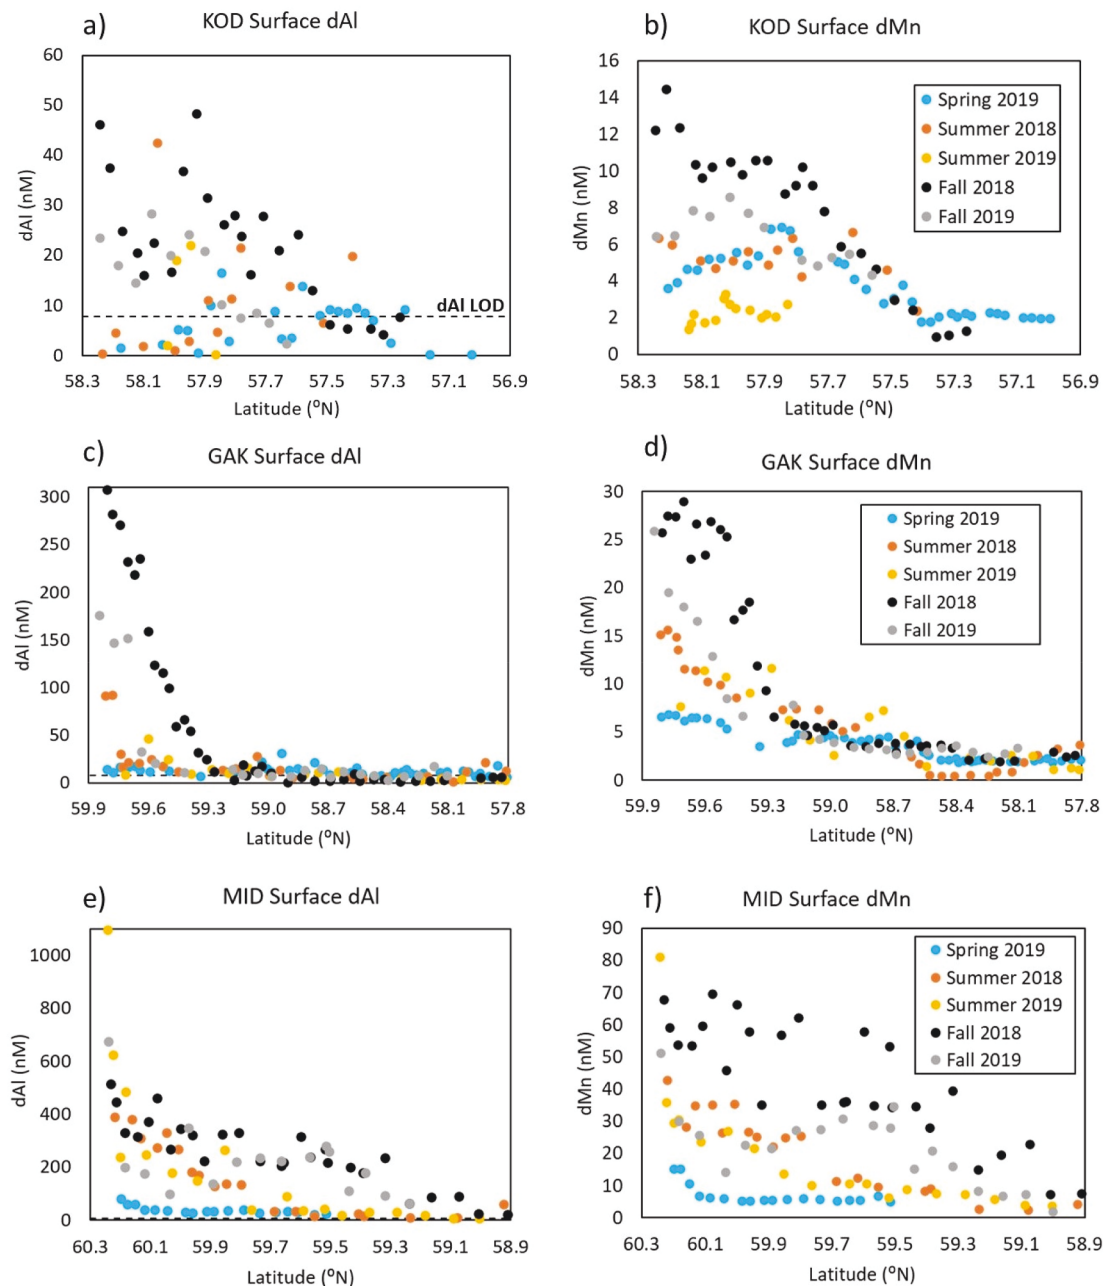 a)
KOD Surface dAl
60
50
40
30
20
10
0
dAl (nM)
dAl LOD
58.3 58.1 57.9 57.7 57.5 57.3 57.1 56.9
Latitude (ºN)
b)
KOD Surface dMn
16
14
12
10
8
6
4
2
0
dMn (nM)
Spring 2019
Summer 2018
Summer 2019
Fall 2018
Fall 2019
58.3 58.1 57.9 57.7 57.5 57.3 57.1 56.9
Latitude (ºN)
c)
GAK Surface dAl
300
250
200
150
100
50
0
dAl (nM)
59.9 59.6 59.3 59.0 58.7 58.4 58.1 57.8
Latitude (ºN)
d)
GAK Surface dMn
30
25
20
15
10
5
0
dMn (nM)
Spring 2019
Summer 2018
Summer 2019
Fall 2018
Fall 2019
59.9 59.6 59.3 59.0 58.7 58.4 58.1 57.8
Latitude (ºN)
e)
MID Surface dAl
1000
800
600
400
200
0
dAl (nM)
60.3 60.1 59.9 59.7 59.5 59.3 59.1 58.9
Latitude (ºN)
f)
MID Surface dMn
90
80
70
60
50
40
30
20
10
0
dMn (nM)
Spring 2019
Summer 2018
Summer 2019
Fall 2018
Fall 2019
60.3 60.1 59.9 59.7 59.5 59.3 59.1 58.9
Latitude (ºN)